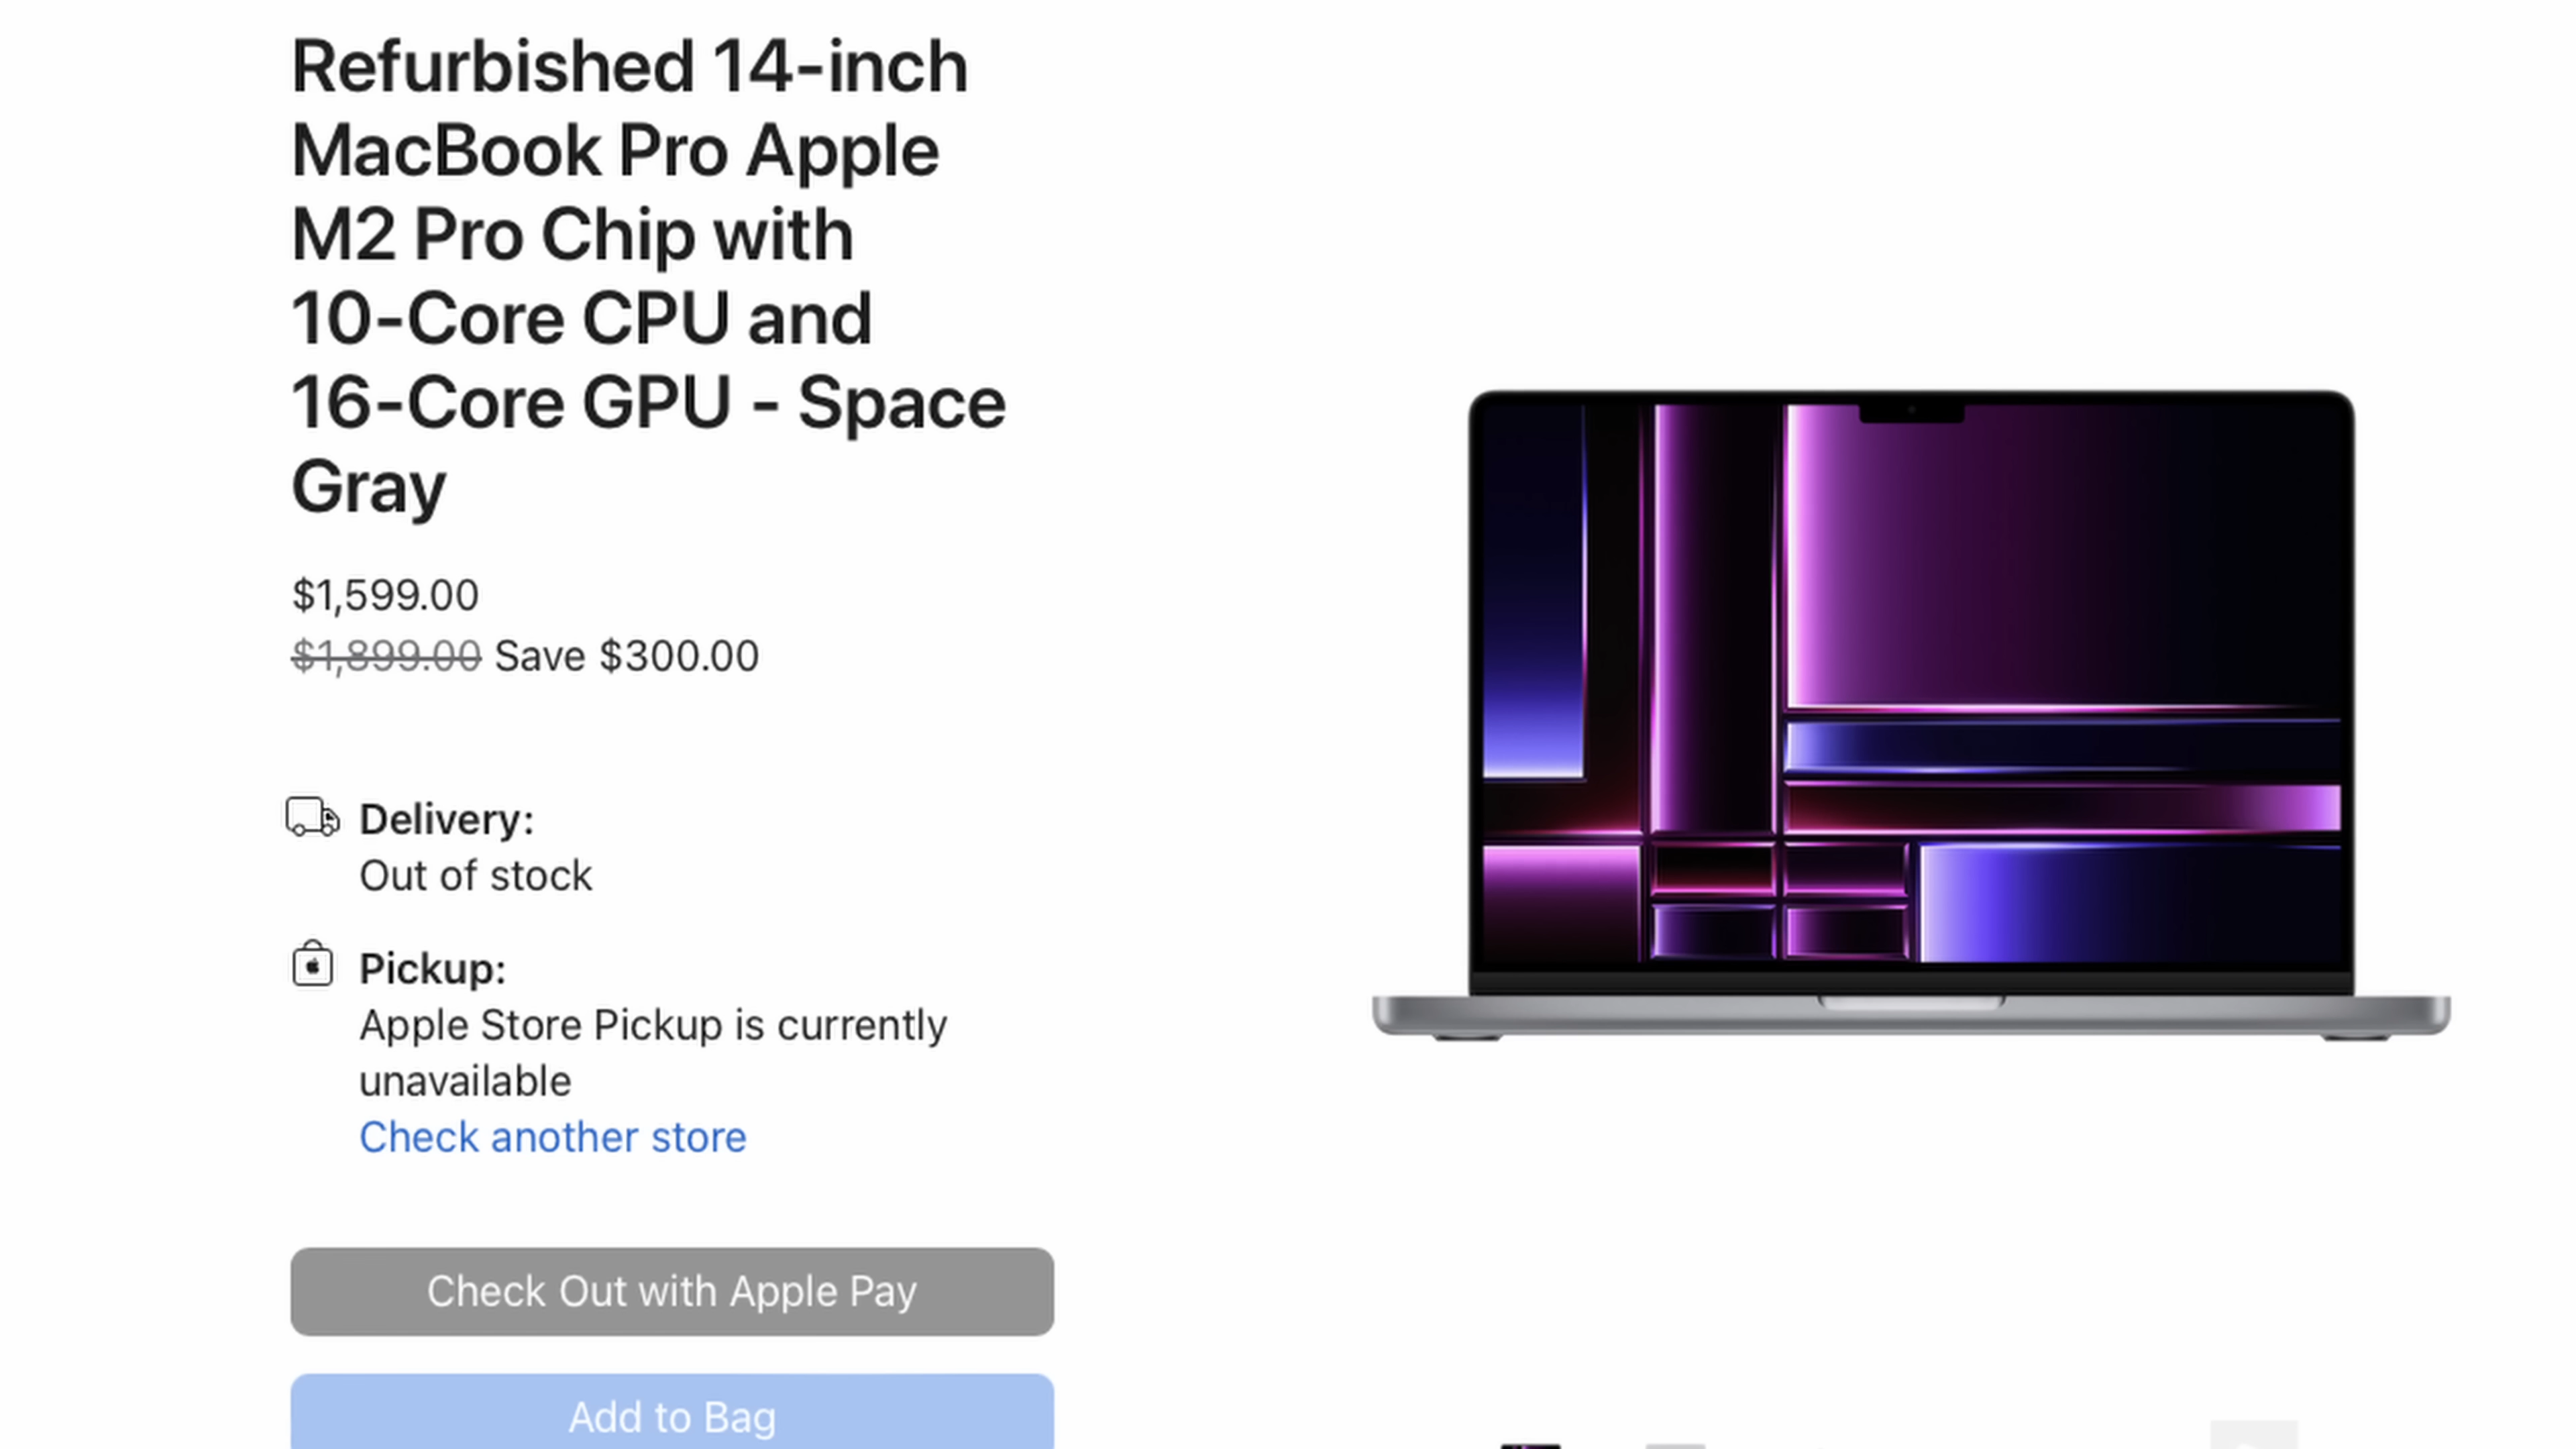 Refurbished 14-inch
MacBook Pro Apple
M2 Pro Chip with
10-Core CPU and
16-Core GPU - Space
Gray
$1,599.00
$1,899.00 Save $300.00
Delivery:
Out of stock
Pickup:
Apple Store Pickup is currently
unavailable
Check another store
Check Out with Apple Pay
Add to Bag